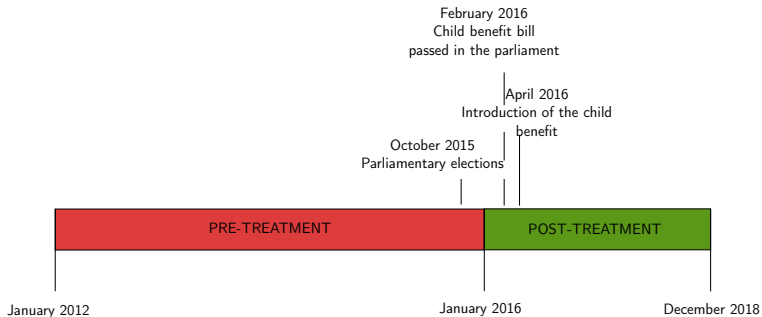 February 2016
Child benefit bill
passed in the parliament
April 2016
Introduction of the child
benefit
October 2015
Parliamentary elections
PRE-TREATMENT
POST-TREATMENT
January 2012
January 2016
December 2018